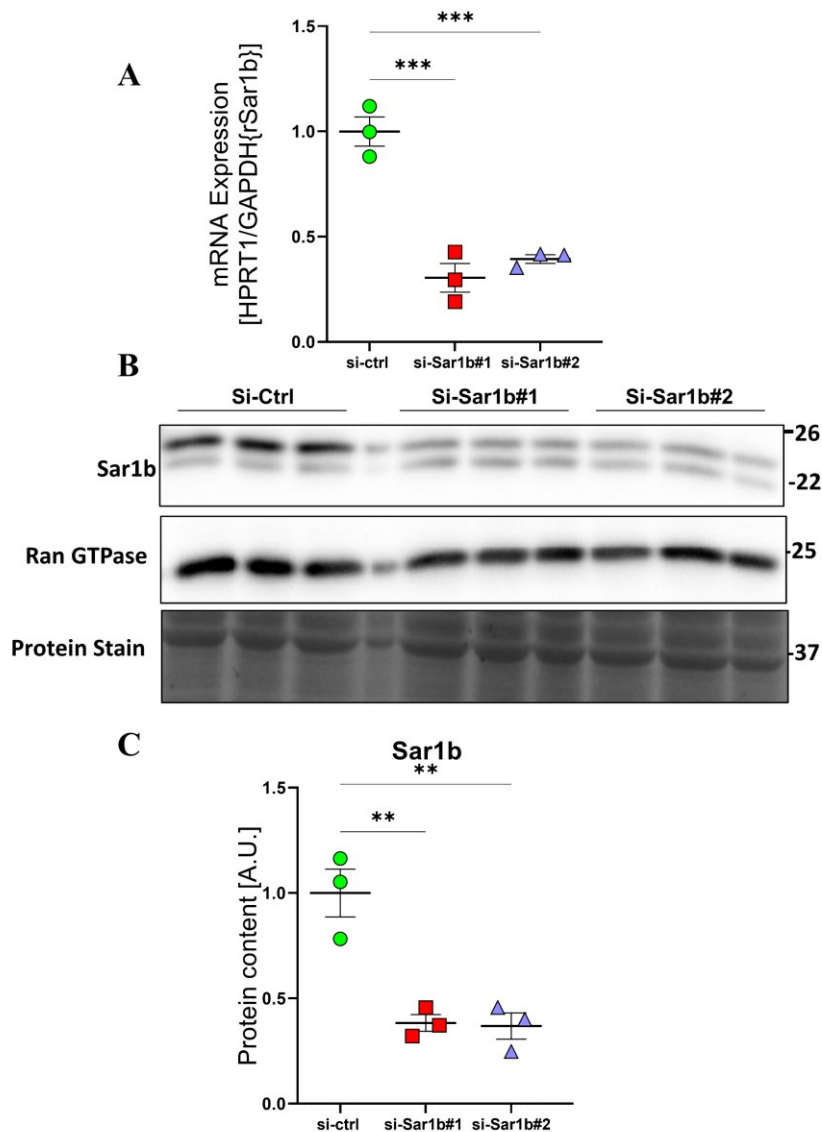 A
mRNA Expression
[HPRT1/GAPDH{rSar1b}]
1.5
1.0
0.5
0.0
***
***
si-ctrl
si-Sar1b#1
si-Sar1b#2
B
Si-Ctrl
Si-Sar1b#1
Si-Sar1b#2
Sar1b
26
-22
Ran GTPase
-25
Protein Stain
-37
C
Sar1b
Protein content [A.U.]
1.5
1.0
0.5
0.0
**
**
si-ctrl
si-Sar1b#1
si-Sar1b#2